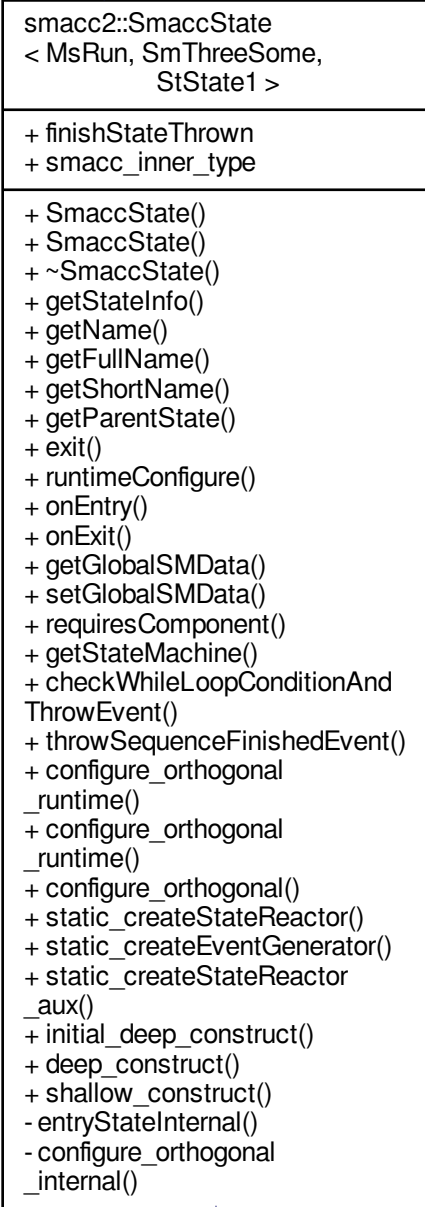 smacc2::SmaccState
< MsRun, SmThreeSome,
StState1 >
+ finishStateThrown
+ smacc_inner_type
+ SmaccState()
+ SmaccState()
+ ~SmaccState()
+ getStateInfo()
+ getName()
+ getFullName()
+ getShortName()
+ getParentState()
+ exit()
+ runtimeConfigure()
+ onEntry()
+ onExit()
+ getGlobalSMData()
+ setGlobalSMData()
+ requiresComponent()
+ getStateMachine()
+ checkWhileLoopConditionAnd
ThrowEvent()
+ throwSequenceFinishedEvent()
+ configure_orthogonal
_runtime()
+ configure_orthogonal
_runtime()
+ configure_orthogonal()
+ static_createStateReactor()
+ static_createEventGenerator()
+ static_createStateReactor
_aux()
+ initial_deep_construct()
+ deep_construct()
+ shallow_construct()
- entryStateInternal()
- configure_orthogonal
_internal()